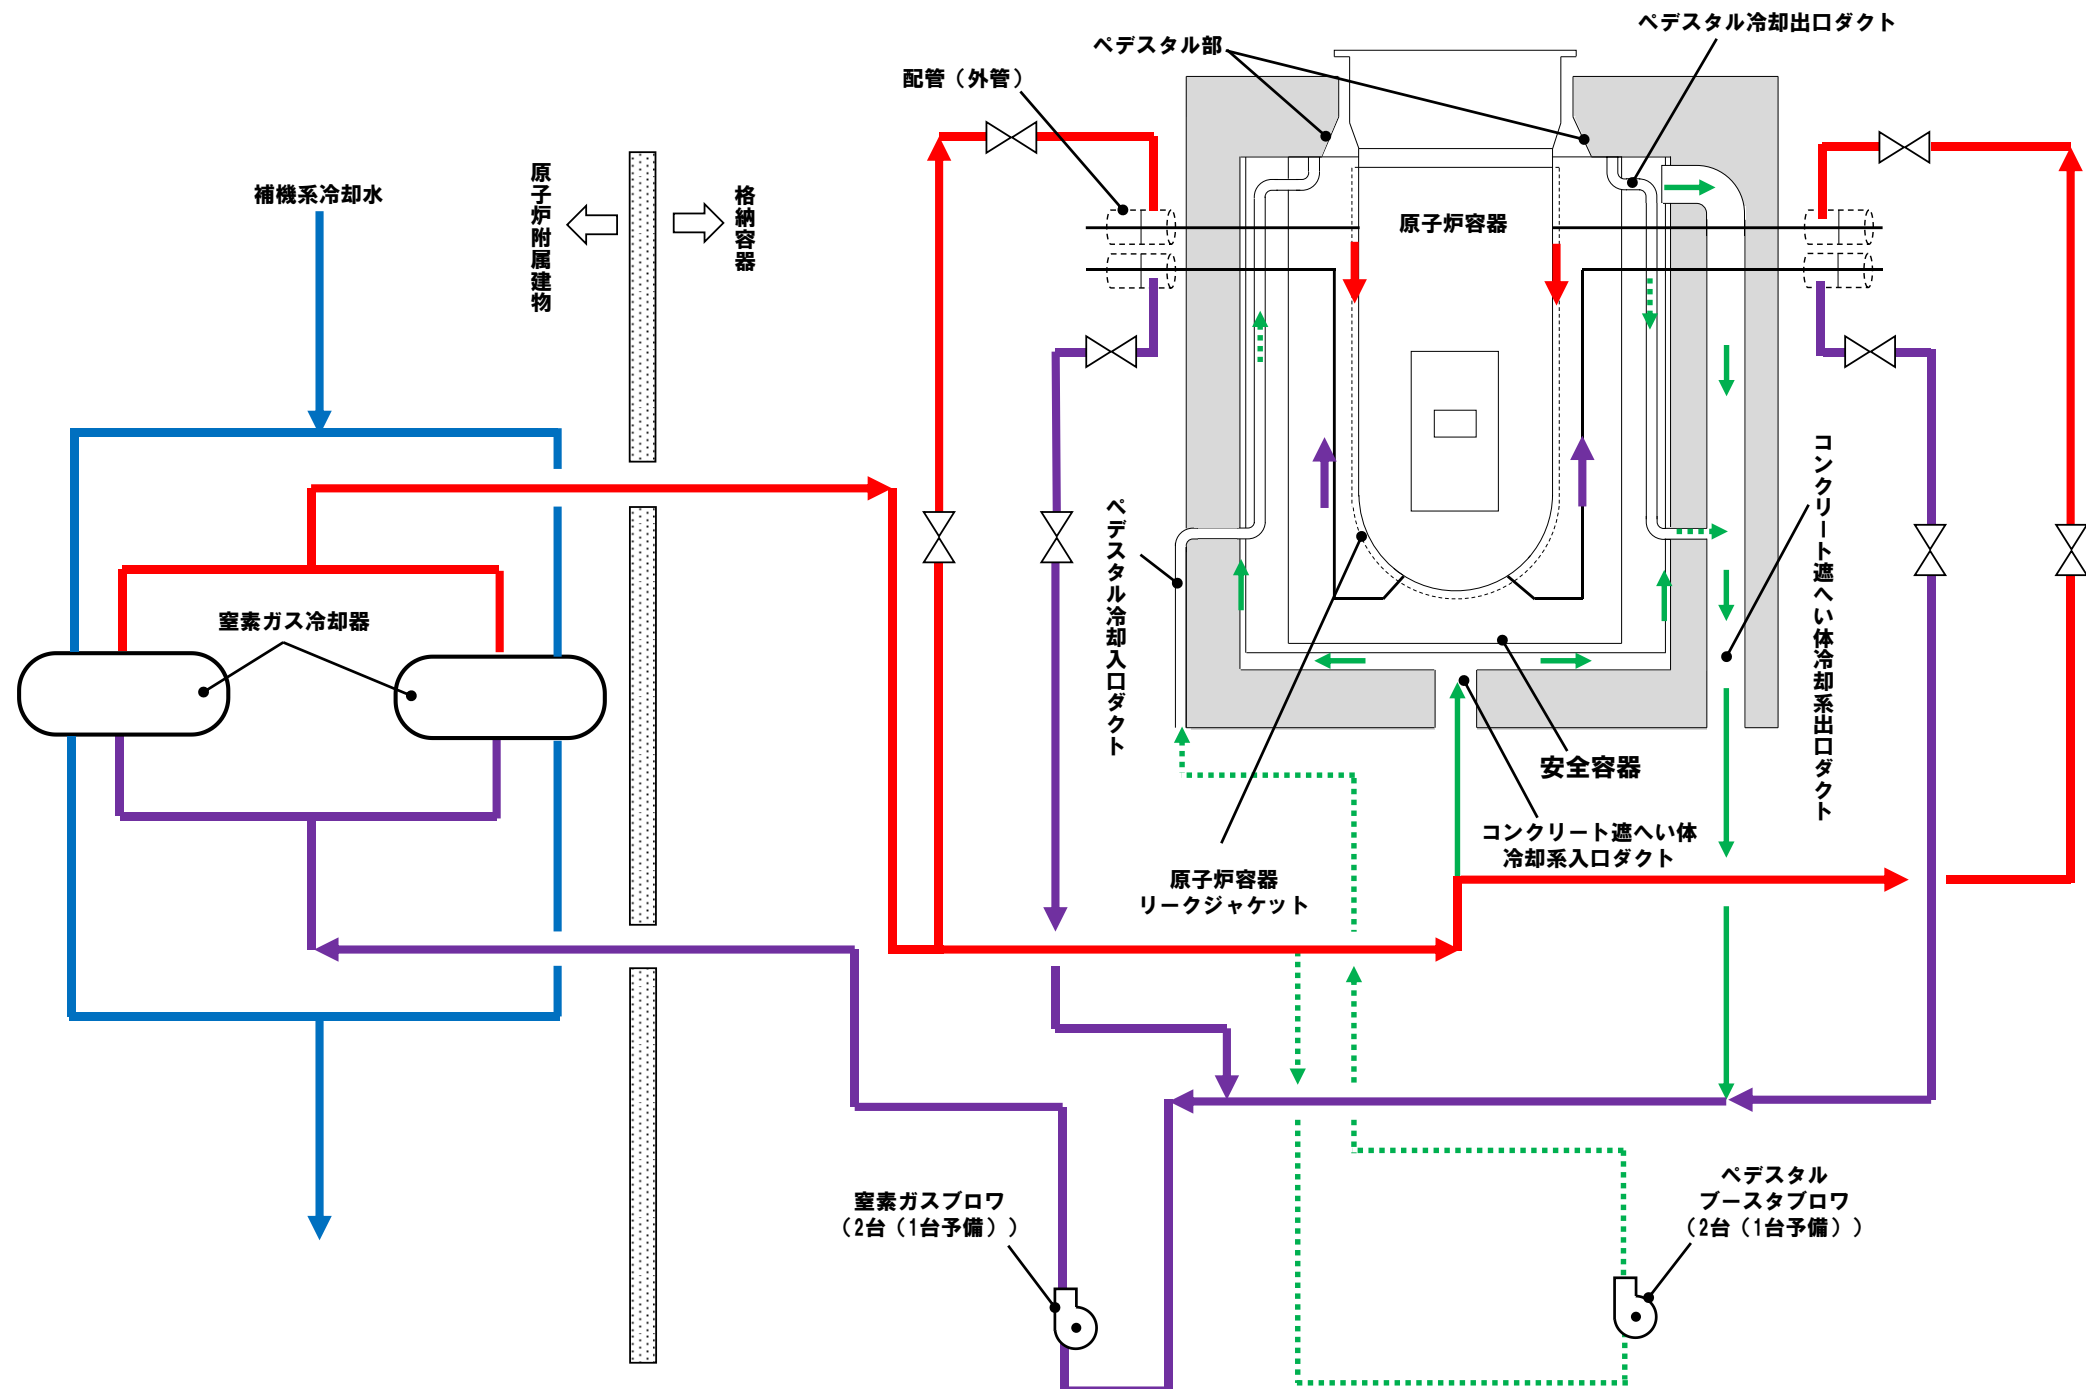 ペデスタル冷却出口ダクト
ペデスタル部
配管（外管）
補機系冷却水
原子炉附属建物
格納容器
原子炉容器
窒素ガス冷却器
ペデスタル冷却入口ダクト
コンクリート遮へい体冷却系出口ダクト
安全容器
コンクリート遮へい体
冷却系入口ダクト
原子炉容器
リークジャケット
窒素ガスブロワ
（2台（1台予備））
ペデスタル
ブースタブロワ
（2台（1台予備））